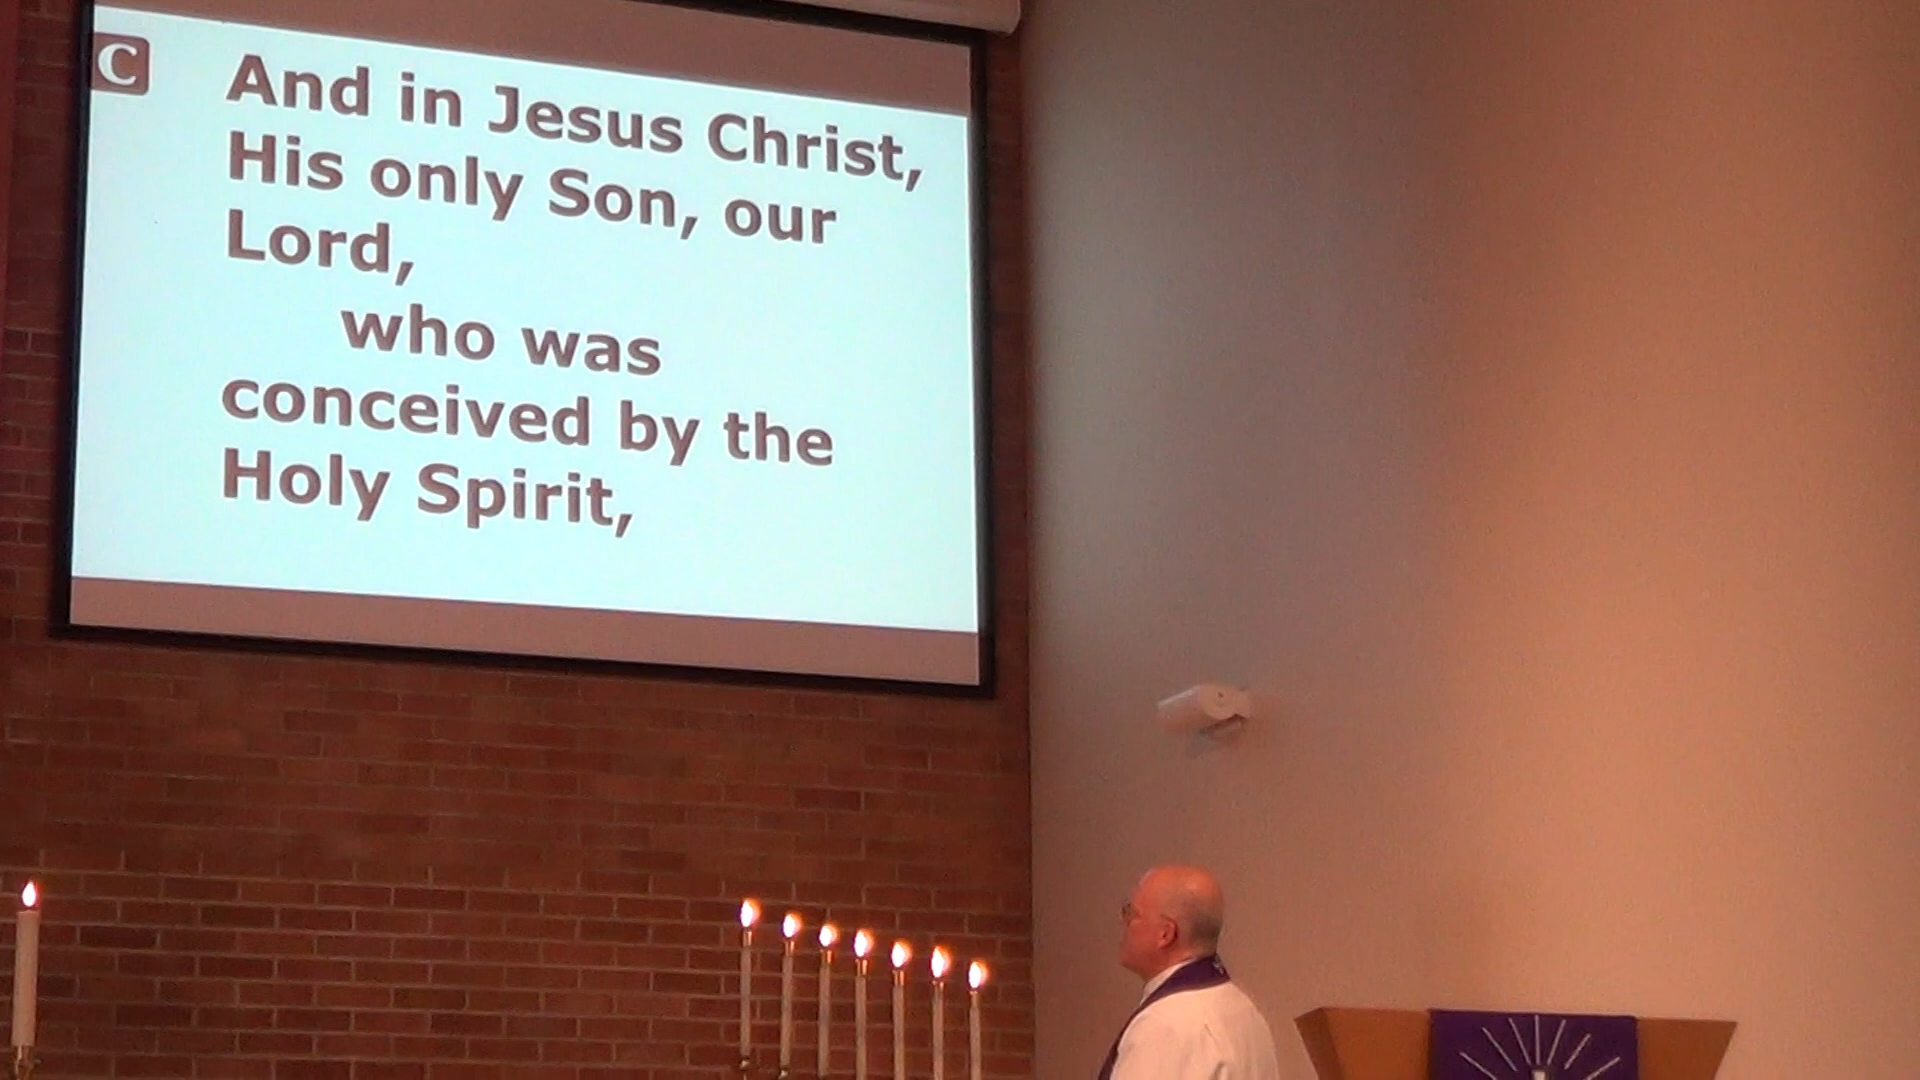 C
And in Jesus Christ,
His only Son, our
Lord,
who was
conceived by the
Holy Spirit,